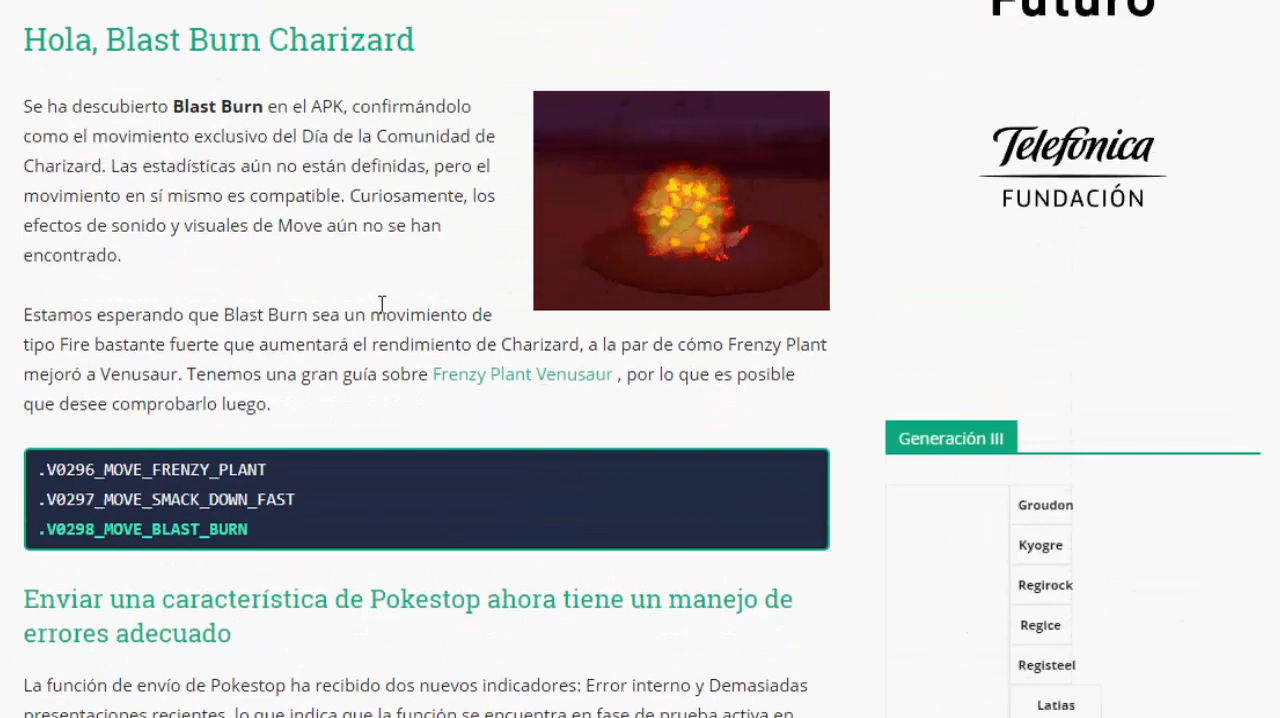 Futuro
Hola, Blast Burn Charizard
Se ha descubierto Blast Burn en el APK, confirmándolo
como el movimiento exclusivo del Día de la Comunidad de
Charizard. Las estadísticas aún no están definidas, pero el
movimiento en sí mismo es compatible. Curiosamente, los
efectos de sonido y visuales de Move aún no se han
encontrado.
Estamos esperando que Blast Burn sea un movimiento de
tipo Fire bastante fuerte que aumentará el rendimiento de Charizard, a la par de cómo Frenzy Plant
mejoró a Venusaur. Tenemos una gran guía sobre Frenzy Plant Venusaur , por lo que es posible
que desee comprobarlo luego.
.V0296_MOVE_FRENZY_PLANT
.V0297_MOVE_SMACK_DOWN_FAST
.V0298_MOVE_BLAST_BURN
Enviar una característica de Pokestop ahora tiene un manejo de
errores adecuado
La función de envío de Pokestop ha recibido dos nuevos indicadores: Error interno y Demasiadas
presentaciones recientes, lo que indica que la función se encuentra en fase de prueba activa en
Telefónica
FUNDACIÓN
Generación III
Groudon
Kyogre
Regirock
Regice
Registeel
Latias